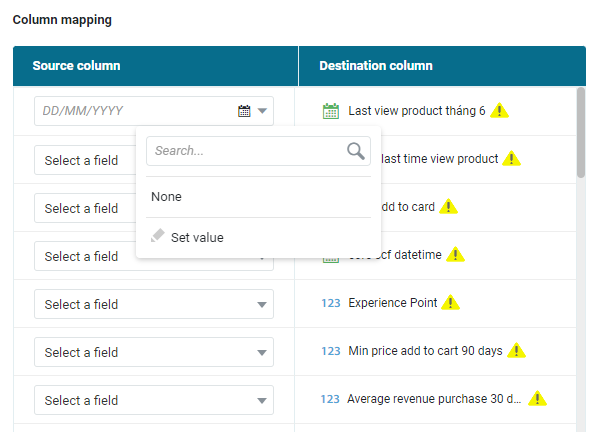 Column mapping
Source column
Destination column
DD/MM/YYYY
Last view product tháng 6
Select a field
last time view product
Search...
Select a field
dd to card
None
Select a field
datetime
Set value
Select a field
123 Experience Point
Select a field
123 Min price add to cart 90 days
Select a field
123 Average revenue purchase 30 d...